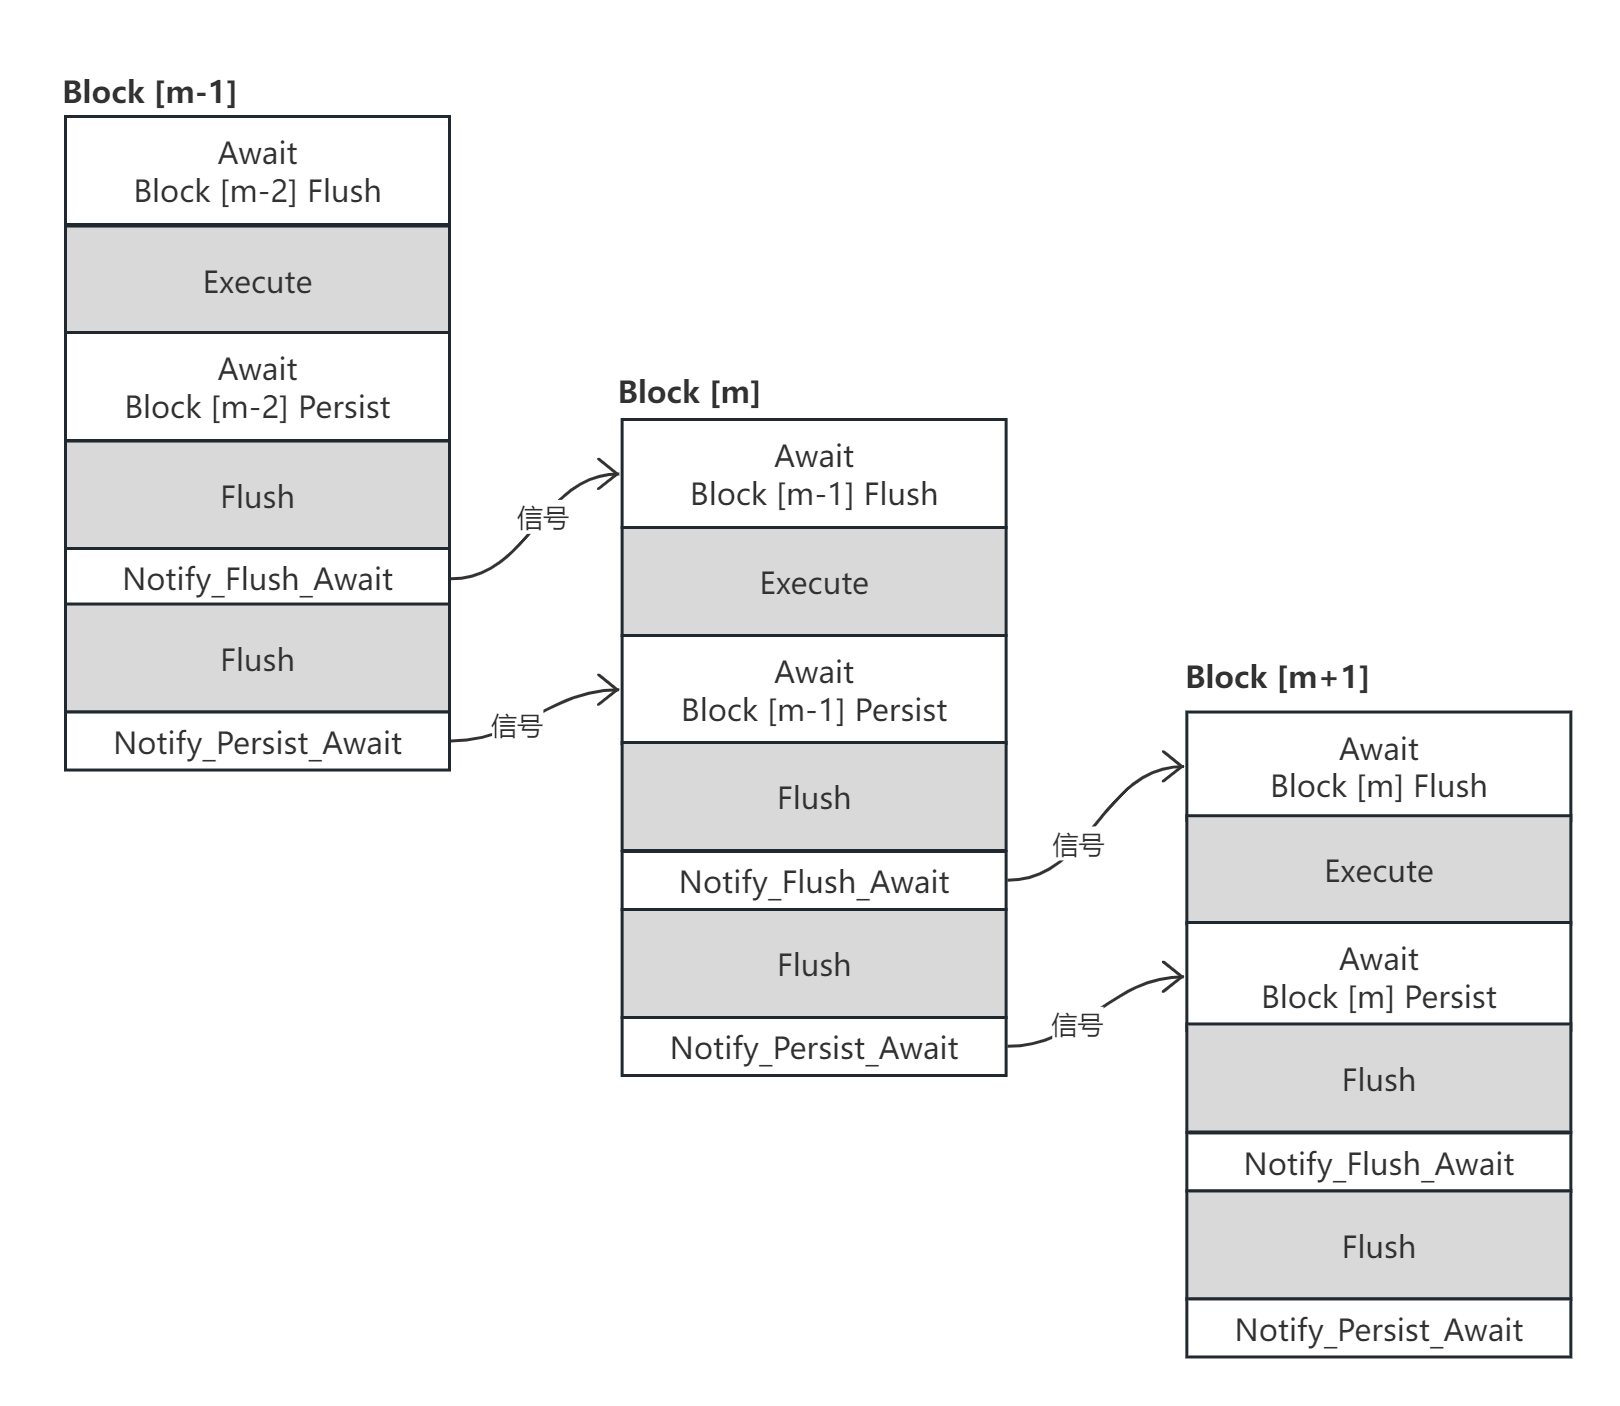 Block [m-1]
Await
Block [m-2] Flush
Execute
Await
Block [m-2] Persist
Flush
Notify_Flush_Await
Flush
Notify_Persist_Await
信号
信号
Block [m]
Await
Block [m-1] Flush
Execute
Await
Block [m-1] Persist
Flush
Notify_Flush_Await
Flush
Notify_Persist_Await
信号
信号
Block [m+1]
Await
Block [m] Flush
Execute
Await
Block [m] Persist
Flush
Notify_Flush_Await
Flush
Notify_Persist_Await